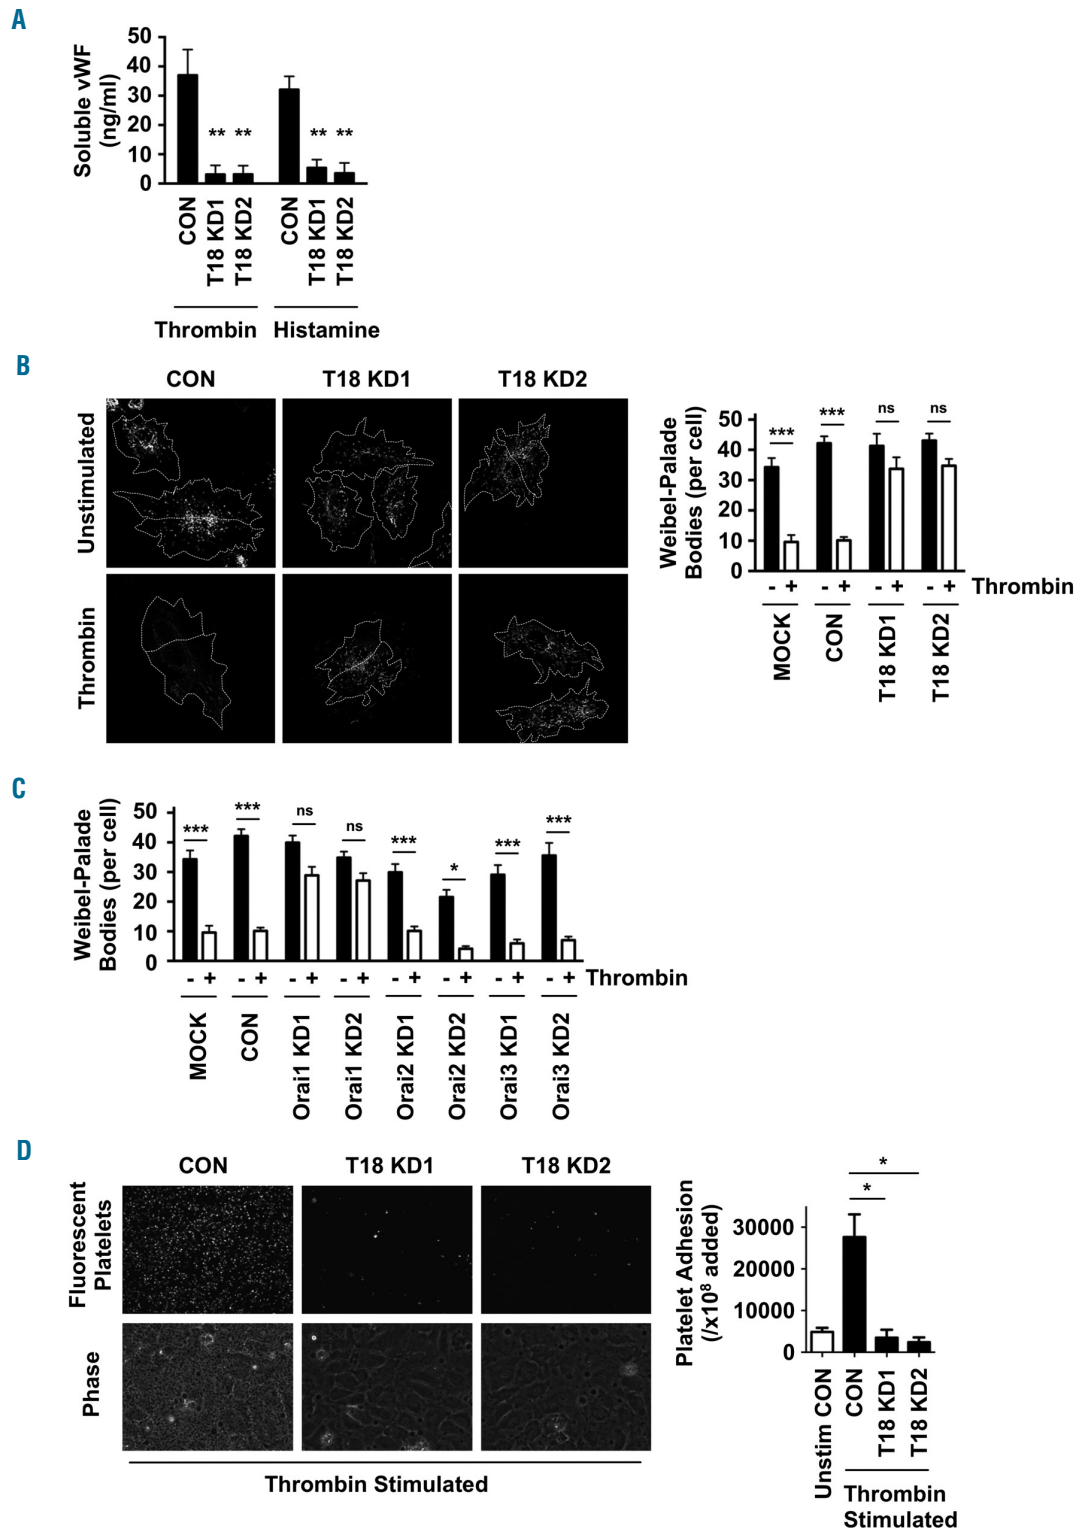 A
50
40
30
20
10
0
Soluble vWF
(ng/ml)
** ** ** **
CON
T18 KD1
T18 KD2
CON
T18 KD1
T18 KD2
Thrombin Histamine
B
CON T18 KD1 T18 KD2
Unstimulated
Thrombin
Weibel-Palade
Bodies (per cell)
50
40
30
20
10
0
*** *** ns ns
- + - + - + - + Thrombin
MOCK
CON
T18 KD1
T18 KD2
C
Weibel-Palade
Bodies (per cell)
50
40
30
20
10
0
*** *** ns ns *** * *** ***
- + - + - + - + - + - + - + - + Thrombin
MOCK
CON
Orai1 KD1
Orai1 KD2
Orai2 KD1
Orai2 KD2
Orai3 KD1
Orai3 KD2
D
CON T18 KD1 T18 KD2
Fluorescent
Platelets
Phase
Thrombin Stimulated
Platelet Adhesion
(/x10⁸ added)
30000
20000
10000
0
*
*
Unstim CON
CON
T18 KD1
T18 KD2
Thrombin
Stimulated